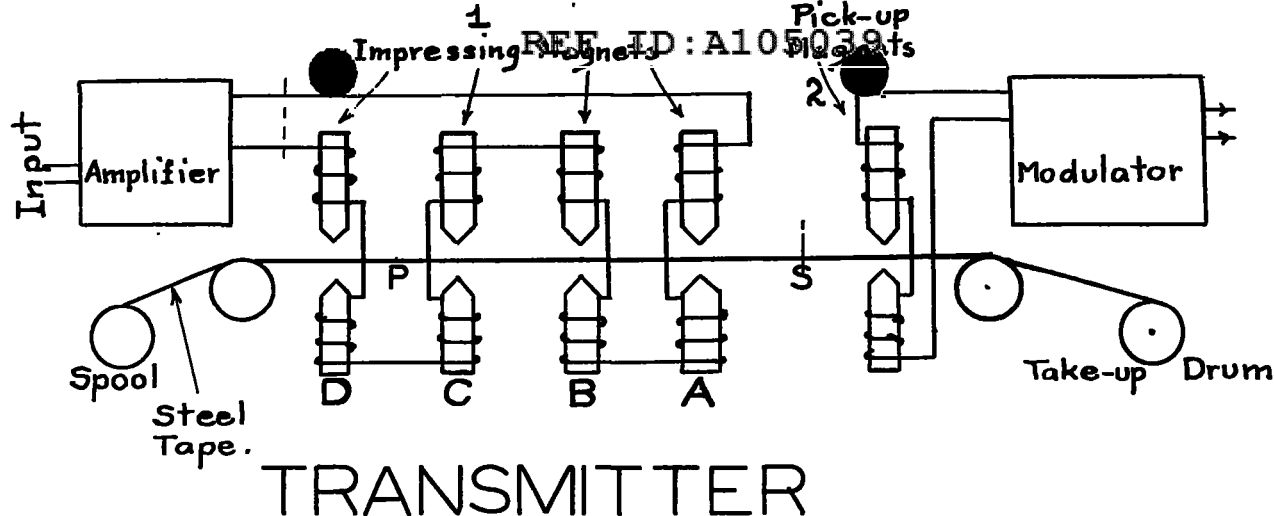 1
Pick-up
REF ID:A105039
Impressing Magnets
Magnets
2
Input
Amplifier
Modulator
P
S
Spool
D
C
B
A
Take-up Drum
Steel
Tape.
TRANSMITTER